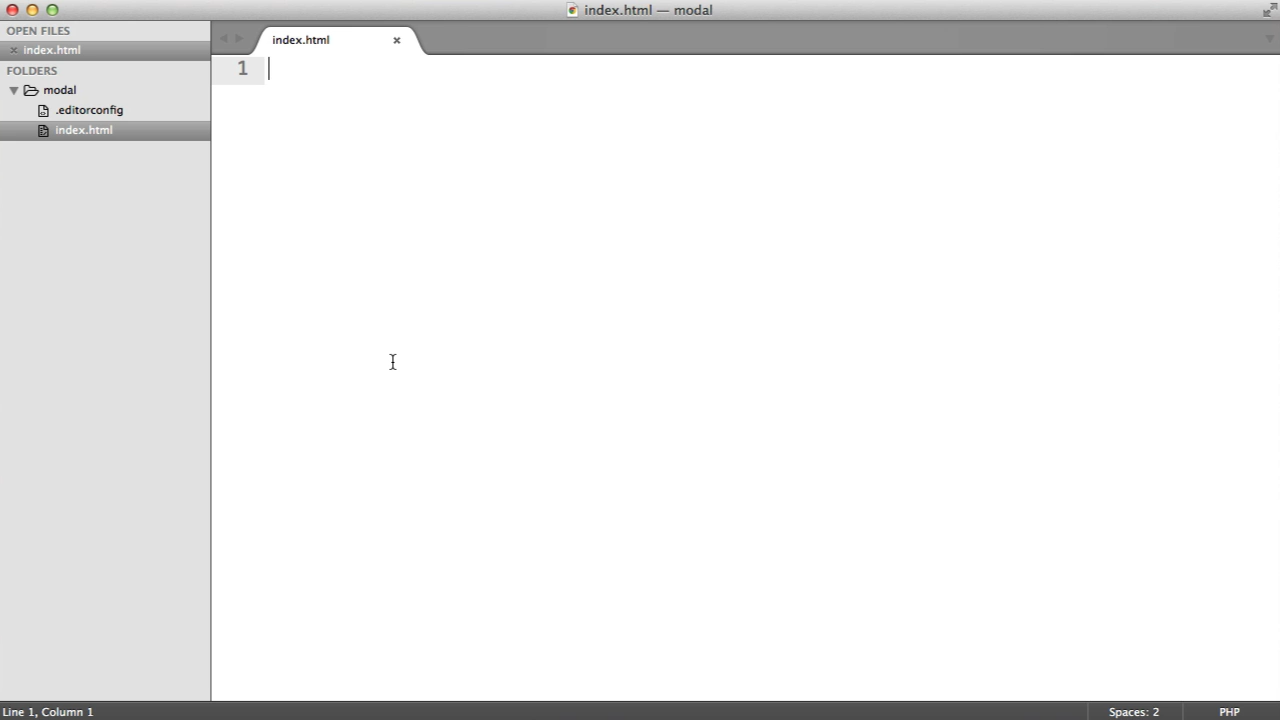 index.html — modal
OPEN FILES
index.html
FOLDERS
modal
.editorconfig
index.html
index.html
1
Line 1, Column 1
Spaces: 2
PHP